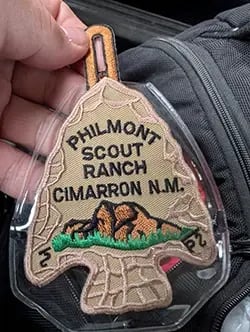 PHILMONT
SCOUT
RANCH
CIMARRON N.M.